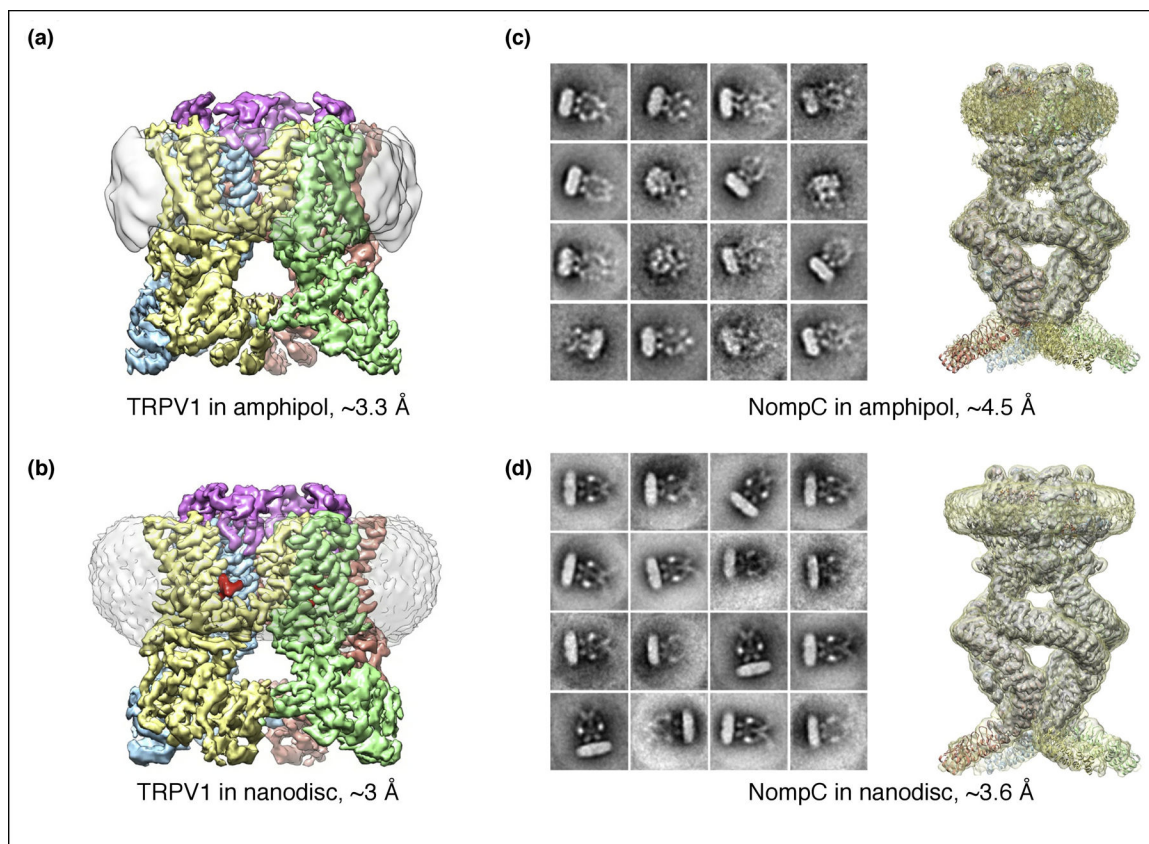 (a)
TRPV1 in amphipol, ~3.3 Å
(b)
TRPV1 in nanodisc, ~3 Å
(c)
NompC in amphipol, ~4.5 Å
(d)
NompC in nanodisc, ~3.6 Å